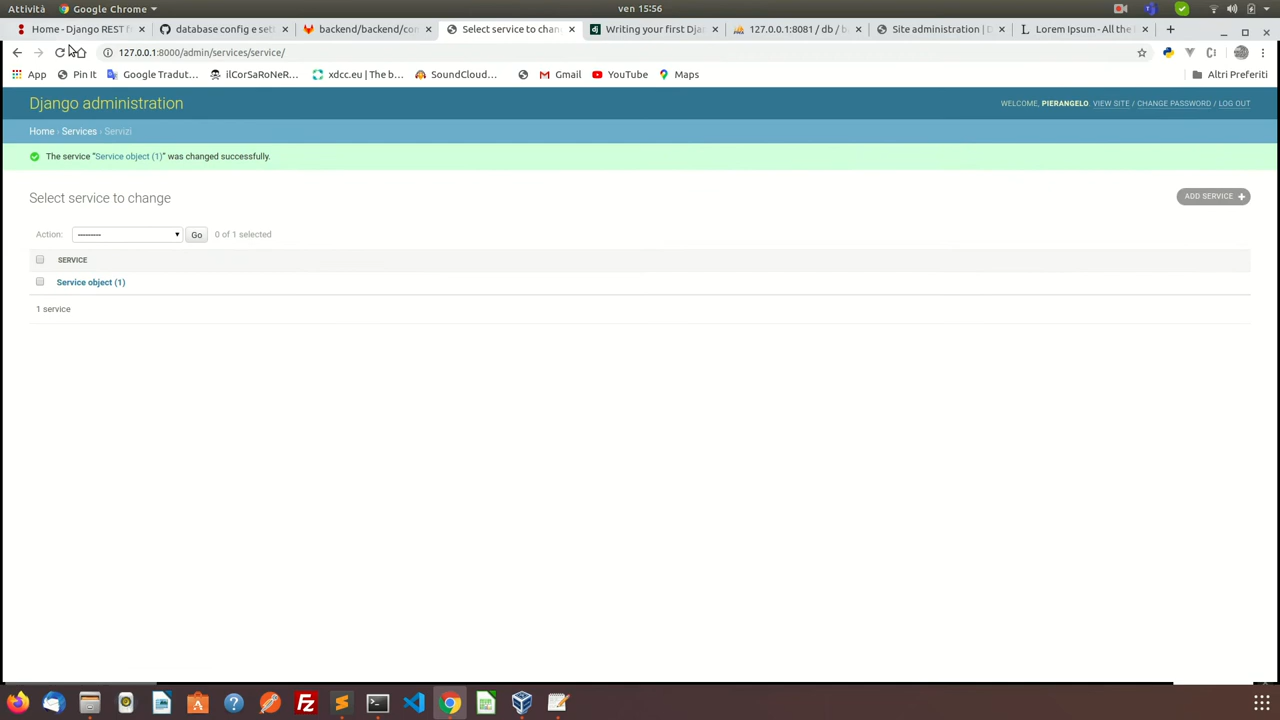 Attività
Google Chrome
ven 15:56
Home - Django REST f
database config e set
backend/backend/con
Select service to chan
Writing your first Djan
127.0.0.1:8081 / db / b
Site administration | D
Lorem Ipsum - All the
127.0.0.1:8000/admin/services/service/
App
Pin It
Google Tradut...
ilCorSaRoNeR...
xdcc.eu | The b...
SoundCloud...
Gmail
YouTube
Maps
Altri Preferiti
Django administration
WELCOME, PIERANGELO. VIEW SITE / CHANGE PASSWORD / LOG OUT
Home › Services › Servizi
The service "Service object (1)" was changed successfully.
Select service to change
ADD SERVICE +
Action:
---------
Go
0 of 1 selected
SERVICE
Service object (1)
1 service